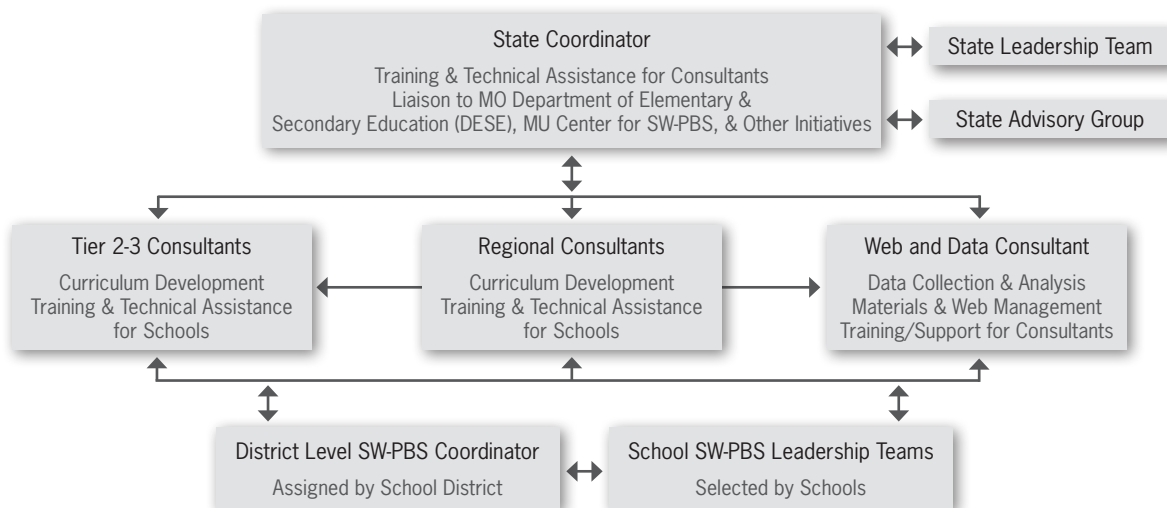 State Coordinator
Training & Technical Assistance for Consultants
Liaison to MO Department of Elementary &
Secondary Education (DESE), MU Center for SW-PBS, & Other Initiatives
State Leadership Team
State Advisory Group
Tier 2-3 Consultants
Curriculum Development
Training & Technical Assistance
for Schools
Regional Consultants
Curriculum Development
Training & Technical Assistance
for Schools
Web and Data Consultant
Data Collection & Analysis
Materials & Web Management
Training/Support for Consultants
District Level SW-PBS Coordinator
Assigned by School District
School SW-PBS Leadership Teams
Selected by Schools